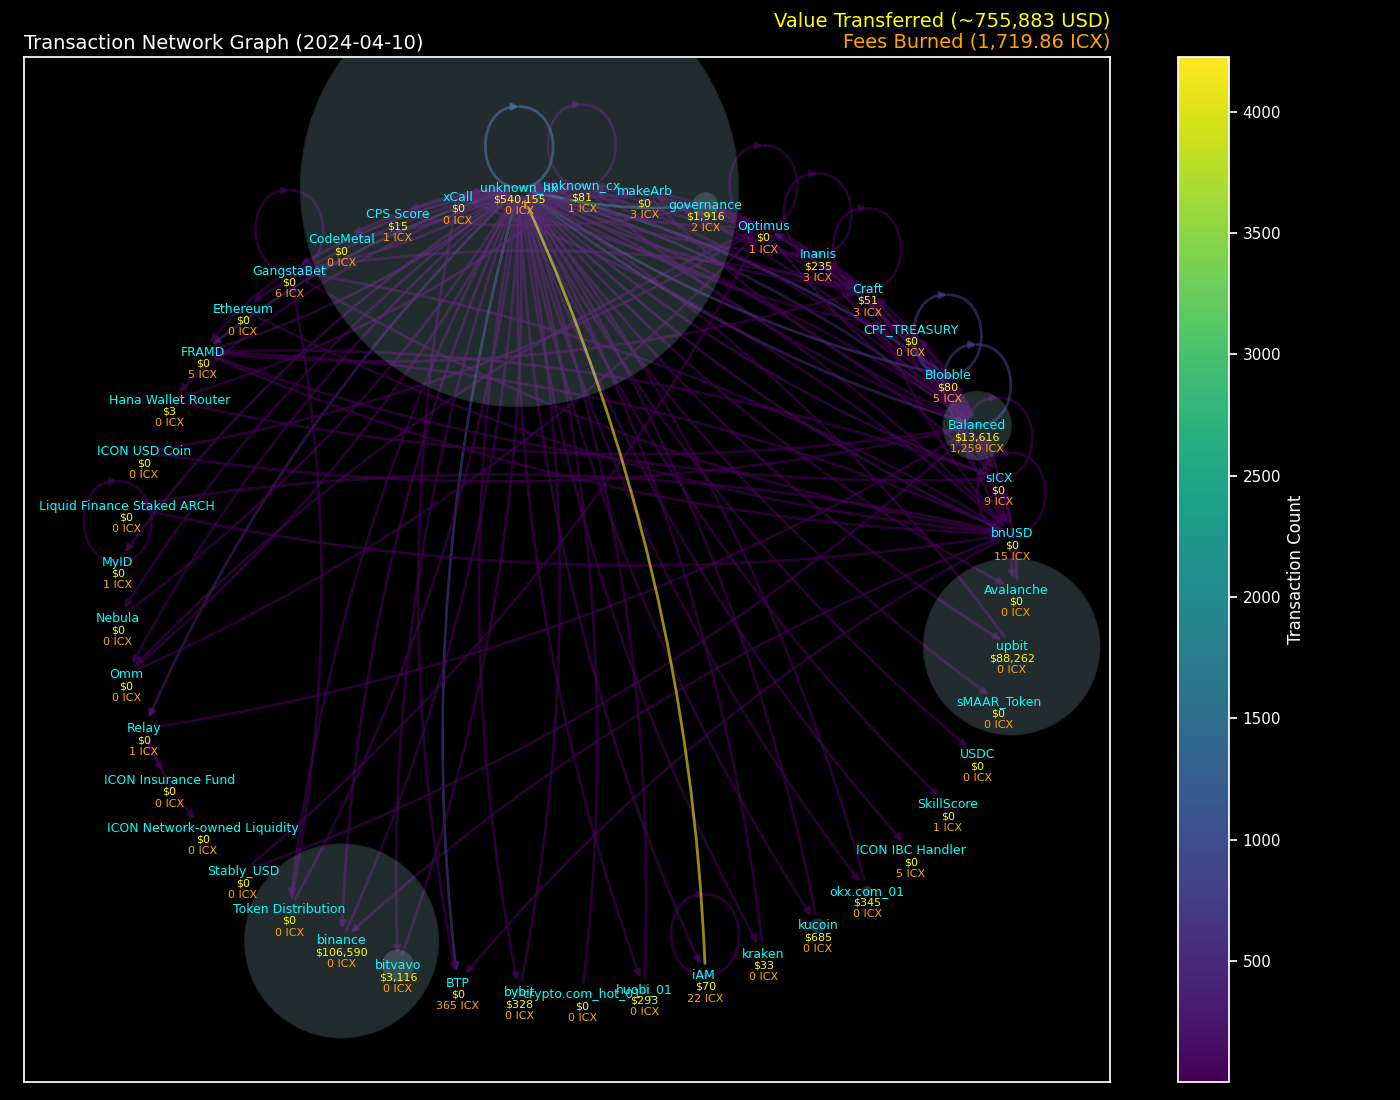 Value Transferred (~755,883 USD)
Transaction Network Graph (2024-04-10)
Fees Burned (1,719.86 ICX)
unknown_hx
$540,155
0 ICX
unknown_cx
$81
1 ICX
makeArb
$0
3 ICX
governance
$1,916
2 ICX
Optimus
$0
1 ICX
Inanis
$235
3 ICX
Craft
$51
3 ICX
CPF_TREASURY
$0
0 ICX
Blobble
$80
5 ICX
Balanced
$13,616
1,259 ICX
sICX
$0
9 ICX
bnUSD
$0
15 ICX
Avalanche
$0
0 ICX
upbit
$88,262
0 ICX
sMAAR_Token
$0
0 ICX
USDC
$0
0 ICX
SkillScore
$0
1 ICX
ICON IBC Handler
$0
5 ICX
okx.com_01
$345
0 ICX
kucoin
$685
0 ICX
kraken
$33
0 ICX
iAM
$70
22 ICX
huobi_01
$293
0 ICX
crypto.com_hot_01
$0
0 ICX
bybit
$328
0 ICX
BTP
$0
365 ICX
bitvavo
$3,116
0 ICX
binance
$106,590
0 ICX
Token Distribution
$0
0 ICX
Stably_USD
$0
0 ICX
ICON Network-owned Liquidity
$0
0 ICX
ICON Insurance Fund
$0
0 ICX
Relay
$0
1 ICX
Omm
$0
0 ICX
Nebula
$0
0 ICX
MyID
$0
1 ICX
Liquid Finance Staked ARCH
$0
0 ICX
ICON USD Coin
$0
0 ICX
Hana Wallet Router
$3
0 ICX
FRAMD
$0
5 ICX
Ethereum
$0
0 ICX
GangstaBet
$0
6 ICX
CodeMetal
$0
0 ICX
CPS Score
$15
1 ICX
xCall
$0
0 ICX
4000
3500
3000
2500
2000
1500
1000
500
Transaction Count